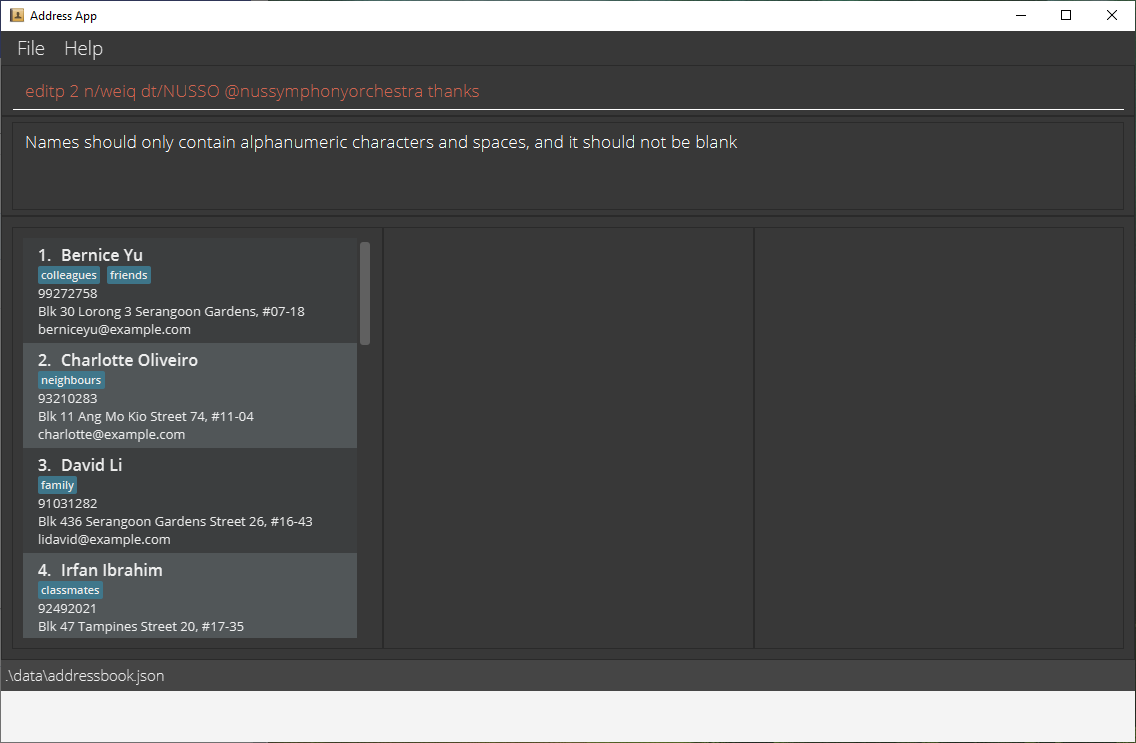 Address App
File Help
editp 2 n/weiq dt/NUSSO @nussymphonyorchestra thanks
Names should only contain alphanumeric characters and spaces, and it should not be blank
1. Bernice Yu
colleagues friends
99272758
Blk 30 Lorong 3 Serangoon Gardens, #07-18
berniceyu@example.com
2. Charlotte Oliveiro
neighbours
93210283
Blk 11 Ang Mo Kio Street 74, #11-04
charlotte@example.com
3. David Li
family
91031282
Blk 436 Serangoon Gardens Street 26, #16-43
lidavid@example.com
4. Irfan Ibrahim
classmates
92492021
Blk 47 Tampines Street 20, #17-35
.\data\addressbook.json